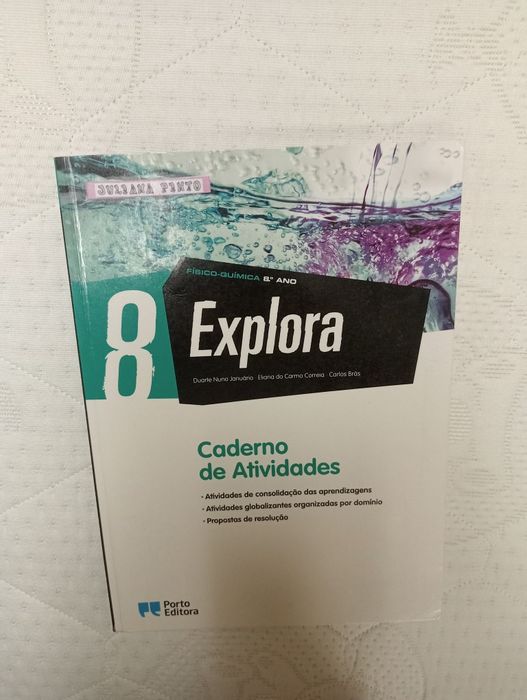 JULIANA PINTO
FÍSICO-QUÍMICA 8.º ANO
8 Explora
Duarte Nuno Januário Eliana do Carmo Correia Carlos Brás
Caderno
de Atividades
• Atividades de consolidação das aprendizagens
• Atividades globalizantes organizadas por domínio
• Propostas de resolução
Porto
Editora